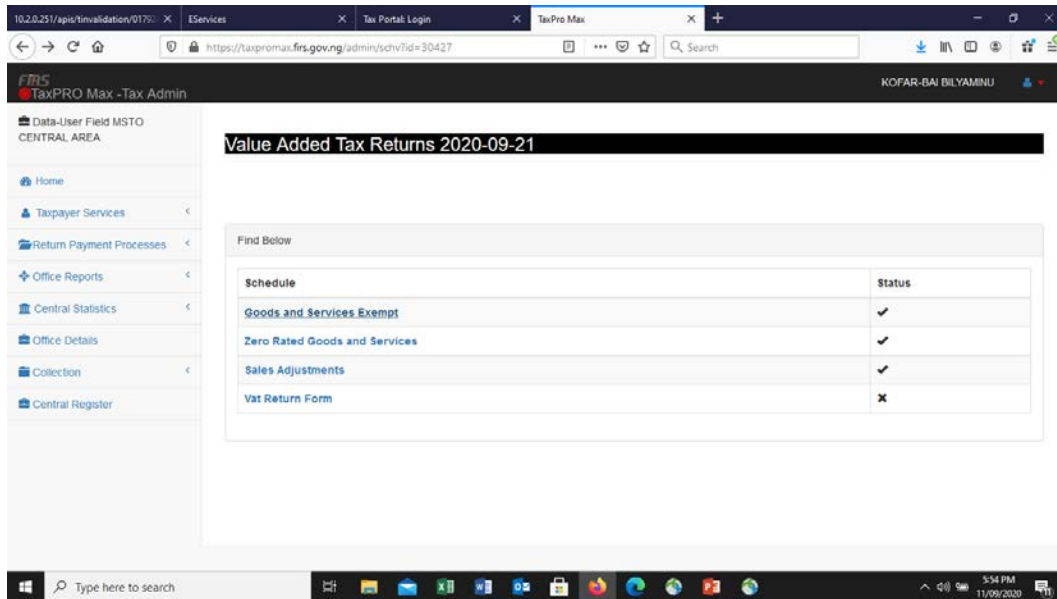 10.2.0.251/apis/tinvalidation/0179
EServices
Tax Portal: Login
TaxPro Max
https://taxpromax.firs.gov.ng/admin/schv?id=30427
Search
FIRS
TaxPRO Max -Tax Admin
KOFAR-BAI BILYAMINU
Data-User Field MSTO
CENTRAL AREA
Value Added Tax Returns 2020-09-21
Home
Taxpayer Services
Return Payment Processes
Office Reports
Central Statistics
Office Details
Collection
Central Register
Find Below
Schedule Status
Goods and Services Exempt
Zero Rated Goods and Services
Sales Adjustments
Vat Return Form
Type here to search
5:54 PM
11/09/2020